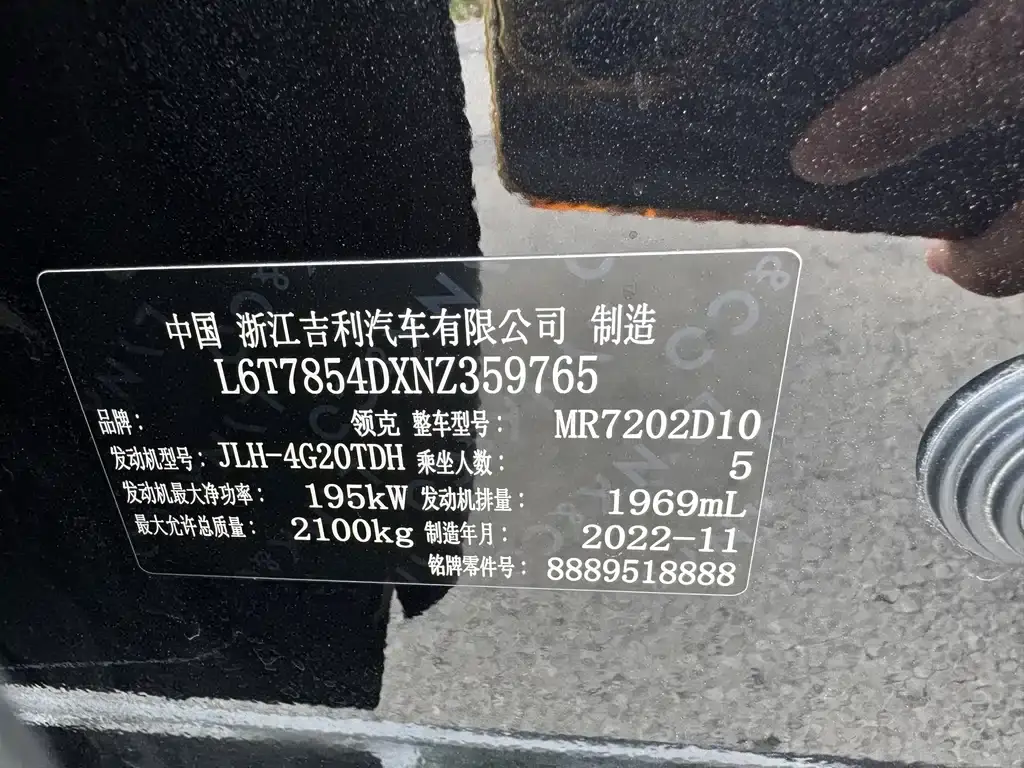 中国 浙江吉利汽车有限公司 制造
L6T7854DXNZ359765
品牌： 领克 整车型号： MR7202D10
发动机型号： JLH-4G20TDH 乘坐人数： 5
发动机最大净功率： 195kW 发动机排量： 1969mL
最大允许总质量： 2100kg 制造年月： 2022-11
铭牌零件号： 8889518888